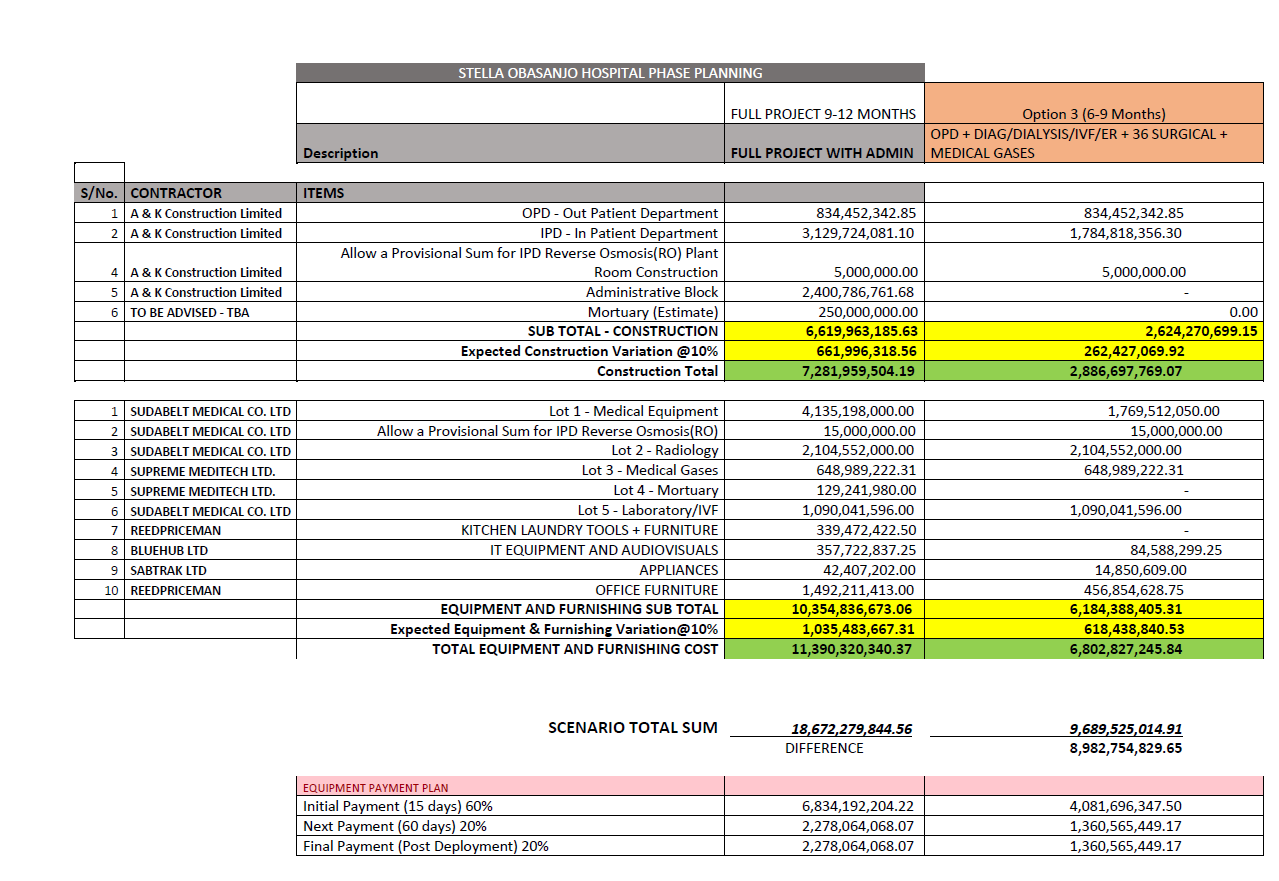 STELLA OBASANJO HOSPITAL PHASE PLANNING
FULL PROJECT 9-12 MONTHS Option 3 (6-9 Months)
Description FULL PROJECT WITH ADMIN OPD + DIAG/DIALYSIS/IVF/ER + 36 SURGICAL +
MEDICAL GASES
S/No. CONTRACTOR ITEMS
1 A & K Construction Limited OPD - Out Patient Department 834,452,342.85 834,452,342.85
2 A & K Construction Limited IPD - In Patient Department 3,129,724,081.10 1,784,818,356.30
Allow a Provisional Sum for IPD Reverse Osmosis(RO) Plant
4 A & K Construction Limited Room Construction 5,000,000.00 5,000,000.00
5 A & K Construction Limited Administrative Block 2,400,786,761.68 -
6 TO BE ADVISED - TBA Mortuary (Estimate) 250,000,000.00 0.00
SUB TOTAL - CONSTRUCTION 6,619,963,185.63 2,624,270,699.15
Expected Construction Variation @10% 661,996,318.56 262,427,069.92
Construction Total 7,281,959,504.19 2,886,697,769.07
1 SUDABELT MEDICAL CO. LTD Lot 1 - Medical Equipment 4,135,198,000.00 1,769,512,050.00
2 SUDABELT MEDICAL CO. LTD Allow a Provisional Sum for IPD Reverse Osmosis(RO) 15,000,000.00 15,000,000.00
3 SUDABELT MEDICAL CO. LTD Lot 2 - Radiology 2,104,552,000.00 2,104,552,000.00
4 SUPREME MEDITECH LTD. Lot 3 - Medical Gases 648,989,222.31 648,989,222.31
5 SUPREME MEDITECH LTD. Lot 4 - Mortuary 129,241,980.00 -
6 SUDABELT MEDICAL CO. LTD Lot 5 - Laboratory/IVF 1,090,041,596.00 1,090,041,596.00
7 REEDPRICEMAN KITCHEN LAUNDRY TOOLS + FURNITURE 339,472,422.50 -
8 BLUEHUB LTD IT EQUIPMENT AND AUDIOVISUALS 357,722,837.25 84,588,299.25
9 SABTRAK LTD APPLIANCES 42,407,202.00 14,850,609.00
10 REEDPRICEMAN OFFICE FURNITURE 1,492,211,413.00 456,854,628.75
EQUIPMENT AND FURNISHING SUB TOTAL 10,354,836,673.06 6,184,388,405.31
Expected Equipment & Furnishing Variation@10% 1,035,483,667.31 618,438,840.53
TOTAL EQUIPMENT AND FURNISHING COST 11,390,320,340.37 6,802,827,245.84
SCENARIO TOTAL SUM 18,672,279,844.56 9,689,525,014.91
DIFFERENCE 8,982,754,829.65
EQUIPMENT PAYMENT PLAN
Initial Payment (15 days) 60% 6,834,192,204.22 4,081,696,347.50
Next Payment (60 days) 20% 2,278,064,068.07 1,360,565,449.17
Final Payment (Post Deployment) 20% 2,278,064,068.07 1,360,565,449.17